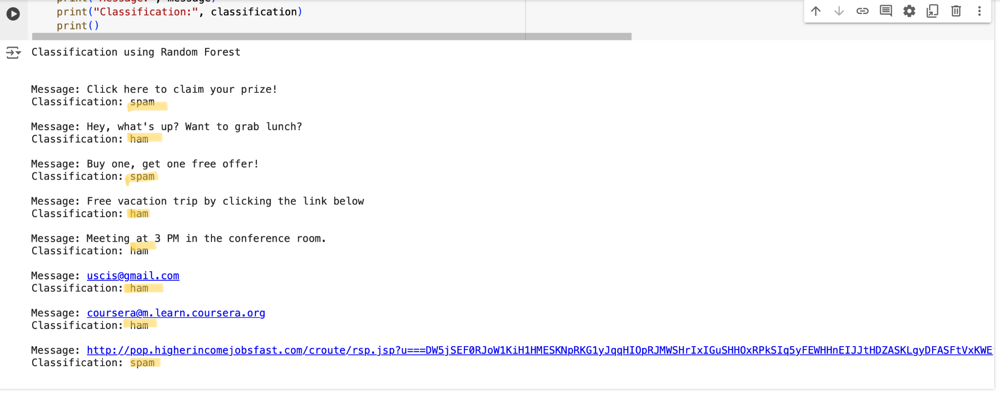 print("Message:", message)
print("Classification:", classification)
print()
Classification using Random Forest
Message: Click here to claim your prize!
Classification: spam
Message: Hey, what's up? Want to grab lunch?
Classification: ham
Message: Buy one, get one free offer!
Classification: spam
Message: Free vacation trip by clicking the link below
Classification: ham
Message: Meeting at 3 PM in the conference room.
Classification: ham
Message: uscis@gmail.com
Classification: ham
Message: coursera@m.learn.coursera.org
Classification: ham
Message: http://pop.higherincomejobsfast.com/croute/rsp.jsp?u===DW5jSEF0RJoW1KiH1HMESKNpRKG1yJqqHIOpRJMWSHrIxIGuSHHOxRPkSIq5yFEWHHnEIJJtHDZASKLgyDFASFtVxKWE
Classification: spam